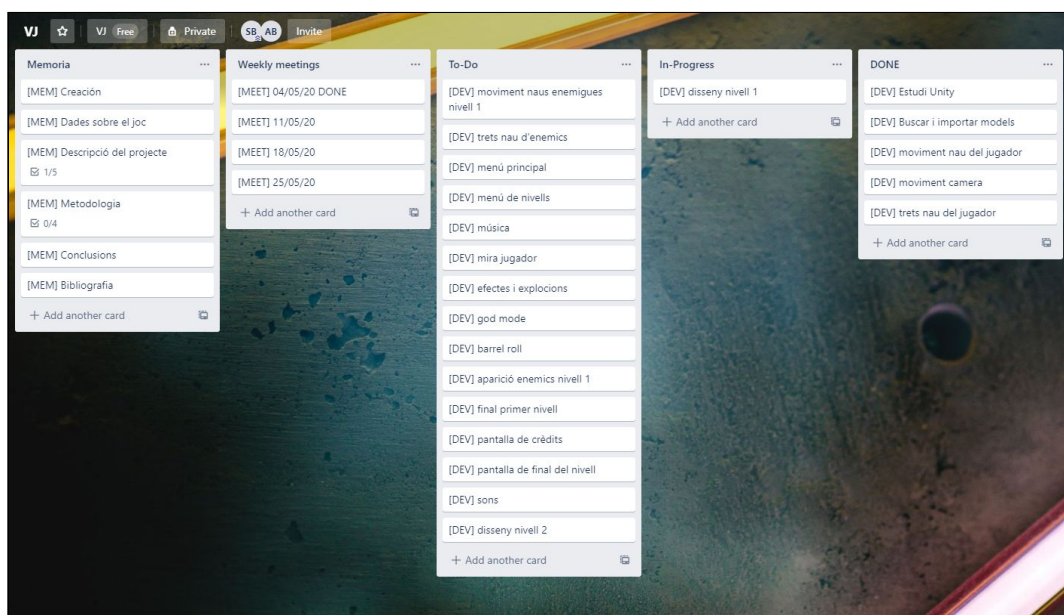 VJ VJ Free Private SB AB Invite
Memoria
[MEM] Creación
[MEM] Dades sobre el joc
[MEM] Descripció del projecte
1/5
[MEM] Metodologia
0/4
[MEM] Conclusions
[MEM] Bibliografia
+ Add another card
Weekly meetings
[MEET] 04/05/20 DONE
[MEET] 11/05/20
[MEET] 18/05/20
[MEET] 25/05/20
+ Add another card
To-Do
[DEV] moviment naus enemigues
nivell 1
[DEV] trets nau d'enemics
[DEV] menú principal
[DEV] menú de nivells
[DEV] música
[DEV] mira jugador
[DEV] efectes i explocions
[DEV] god mode
[DEV] barrel roll
[DEV] aparició enemics nivell 1
[DEV] final primer nivell
[DEV] pantalla de crèdits
[DEV] pantalla de final del nivell
[DEV] sons
[DEV] disseny nivell 2
+ Add another card
In-Progress
[DEV] disseny nivell 1
+ Add another card
DONE
[DEV] Estudi Unity
[DEV] Buscar i importar models
[DEV] moviment nau del jugador
[DEV] moviment camera
[DEV] trets nau del jugador
+ Add another card